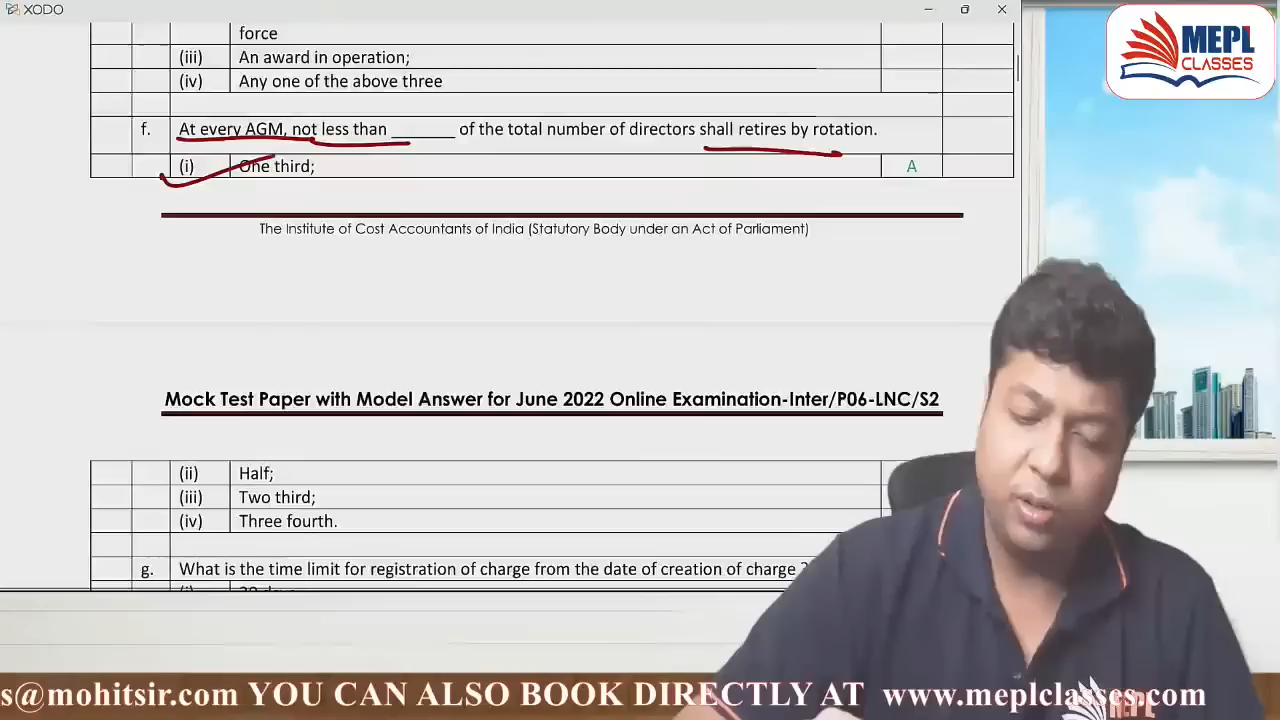 XODO
MEPL
CLASSES
force
(iii) An award in operation;
(iv) Any one of the above three
f. At every AGM, not less than _______ of the total number of directors shall retires by rotation.
(i) One third; A
The Institute of Cost Accountants of India (Statutory Body under an Act of Parliament)
Mock Test Paper with Model Answer for June 2022 Online Examination-Inter/P06-LNC/S2
(ii) Half;
(iii) Two third;
(iv) Three fourth.
g. What is the time limit for registration of charge from the date of creation of charge ?
s@mohitsir.com YOU CAN ALSO BOOK DIRECTLY AT www.meplclasses.com